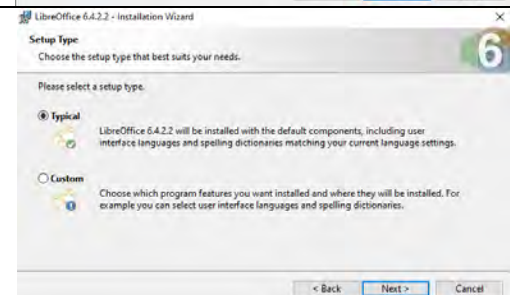 LibreOffice 6.4.2.2 - Installation Wizard
Setup Type
Choose the setup type that best suits your needs.
6
Please select a setup type.
Typical
LibreOffice 6.4.2.2 will be installed with the default components, including user
interface languages and spelling dictionaries matching your current language settings.
Custom
Choose which program features you want installed and where they will be installed. For
example you can select user interface languages and spelling dictionaries.
< Back Next > Cancel